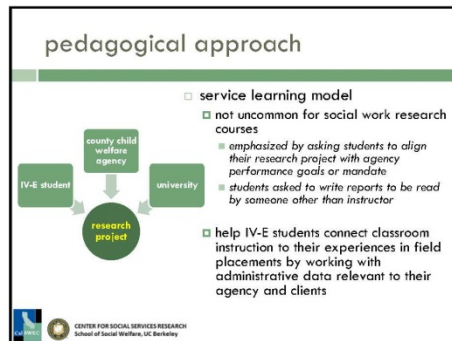 pedagogical approach
service learning model
not uncommon for social work research
courses
emphasized by asking students to align
their research project with agency
performance goals or mandate
students asked to write reports to be read
by someone other than instructor
help IV-E students connect classroom
instruction to their experiences in field
placements by working with
administrative data relevant to their
agency and clients
county child
welfare
agency
IV-E student
university
research
project
CENTER FOR SOCIAL SERVICES RESEARCH
School of Social Welfare, UC Berkeley